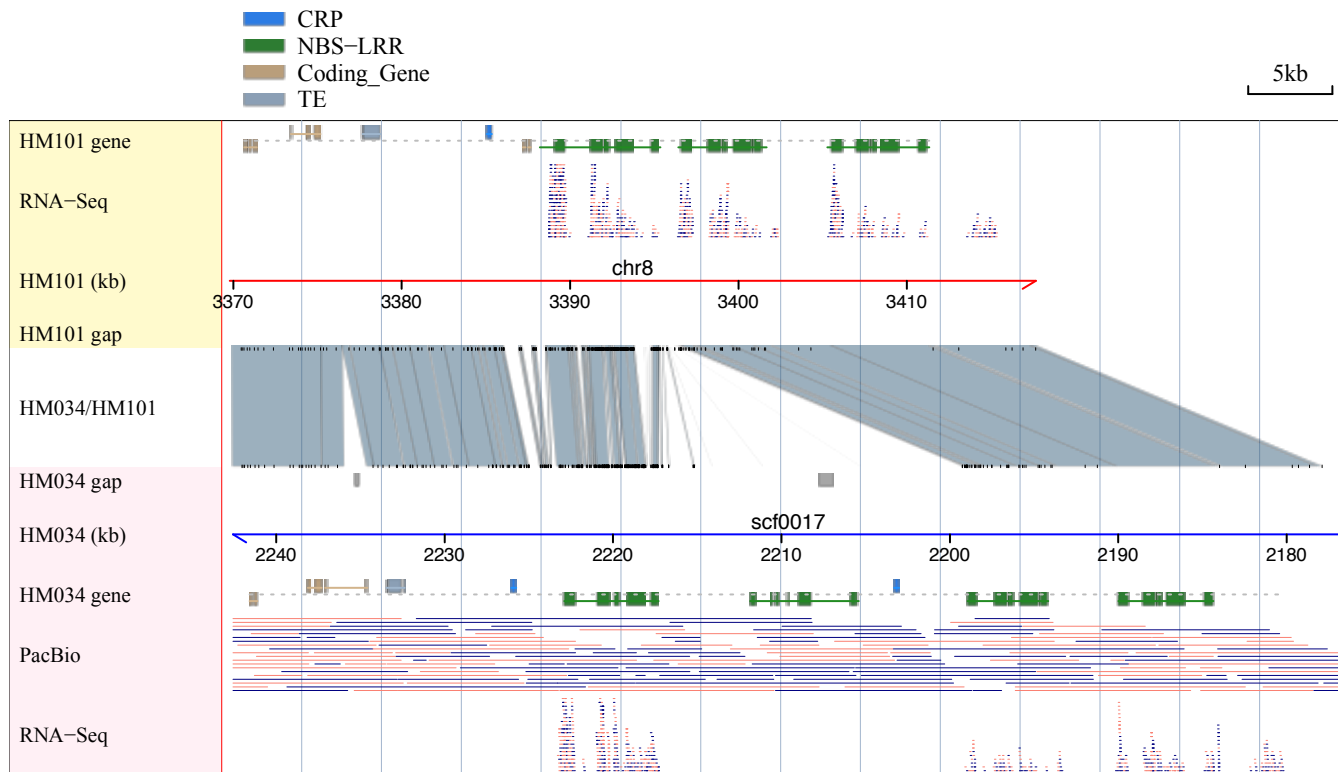 CRP
NBS−LRR
Coding_Gene
TE
5kb
HM101 gene
RNA−Seq
chr8
HM101 (kb)
3370 3380 3390 3400 3410
HM101 gap
HM034/HM101
HM034 gap
scf0017
HM034 (kb)
2240 2230 2220 2210 2200 2190 2180
HM034 gene
PacBio
RNA−Seq